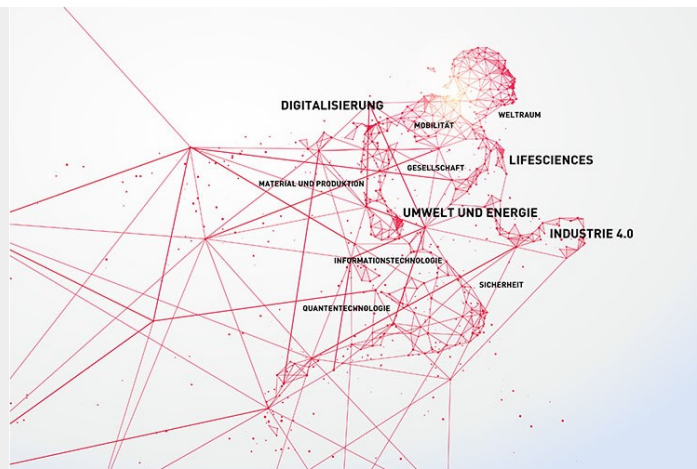 DIGITALISIERUNG
WELTRAUM
MOBILITÄT
LIFESCIENCES
GESELLSCHAFT
MATERIAL UND PRODUKTION
UMWELT UND ENERGIE
INDUSTRIE 4.0
INFORMATIONSTECHNOLOGIE
SICHERHEIT
QUANTENTECHNOLOGIE